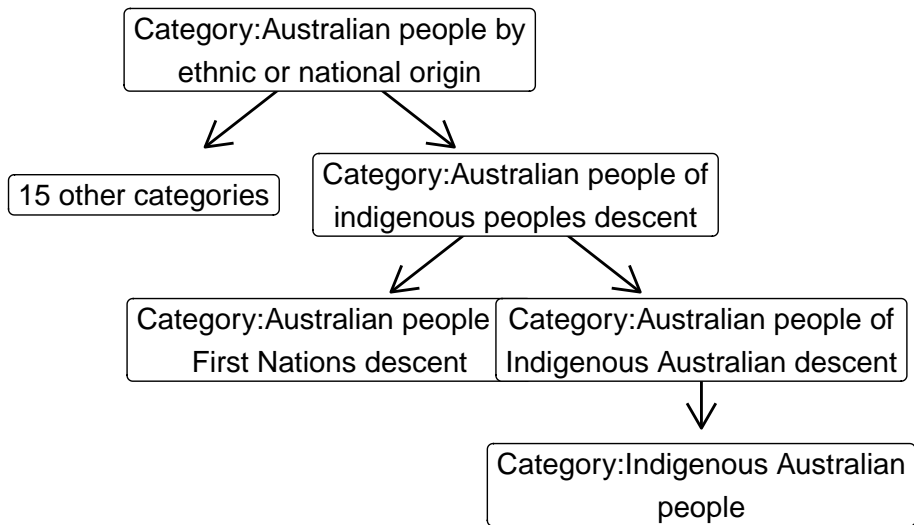 Category:Australian people by
ethnic or national origin
15 other categories
Category:Australian people of
indigenous peoples descent
Category:Australian people
First Nations descent
Category:Australian people of
Indigenous Australian descent
Category:Indigenous Australian
people